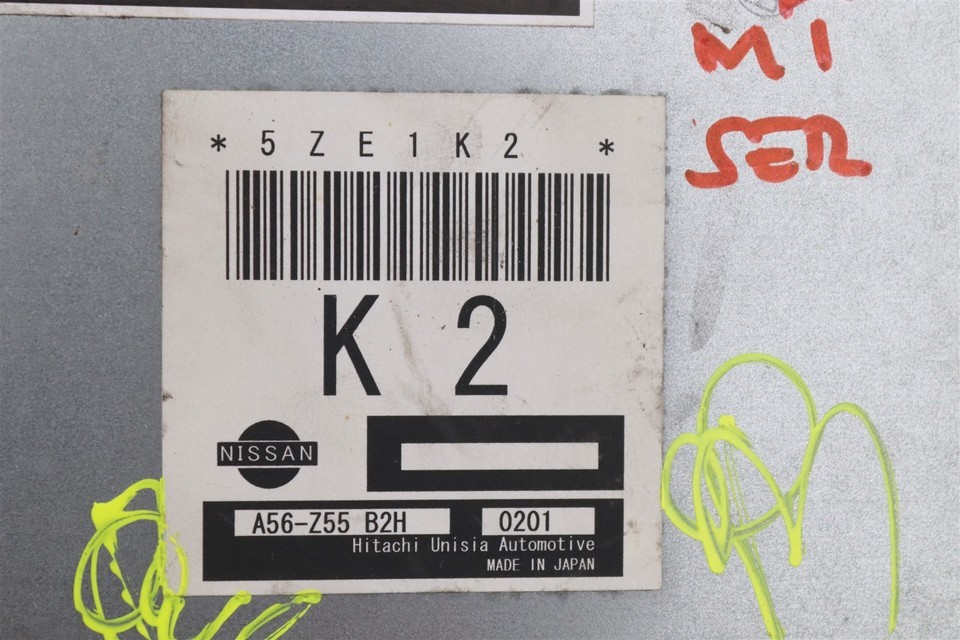 MI
SER
* 5 Z E 1 K 2 *
K 2
NISSAN
A56-Z55 B2H 0201
Hitachi Unisia Automotive
MADE IN JAPAN